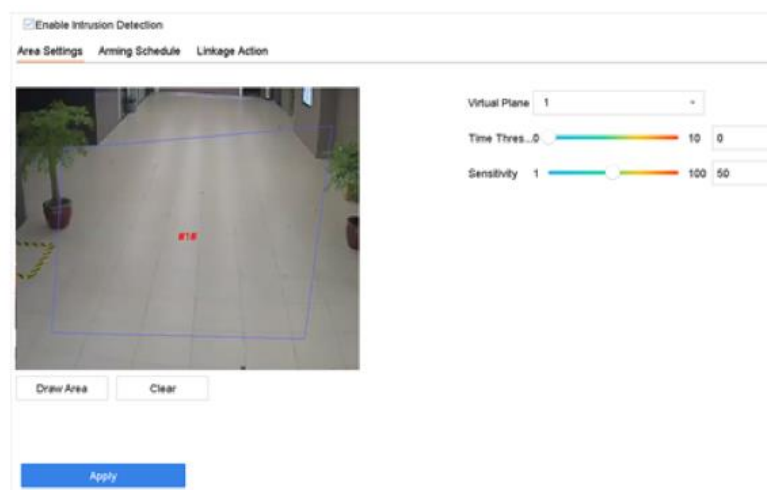 Enable Intrusion Detection
Area Settings Arming Schedule Linkage Action
Virtual Plane 1
Time Thres...0 10 0
Sensitivity 1 100 50
#1#
Draw Area Clear
Apply